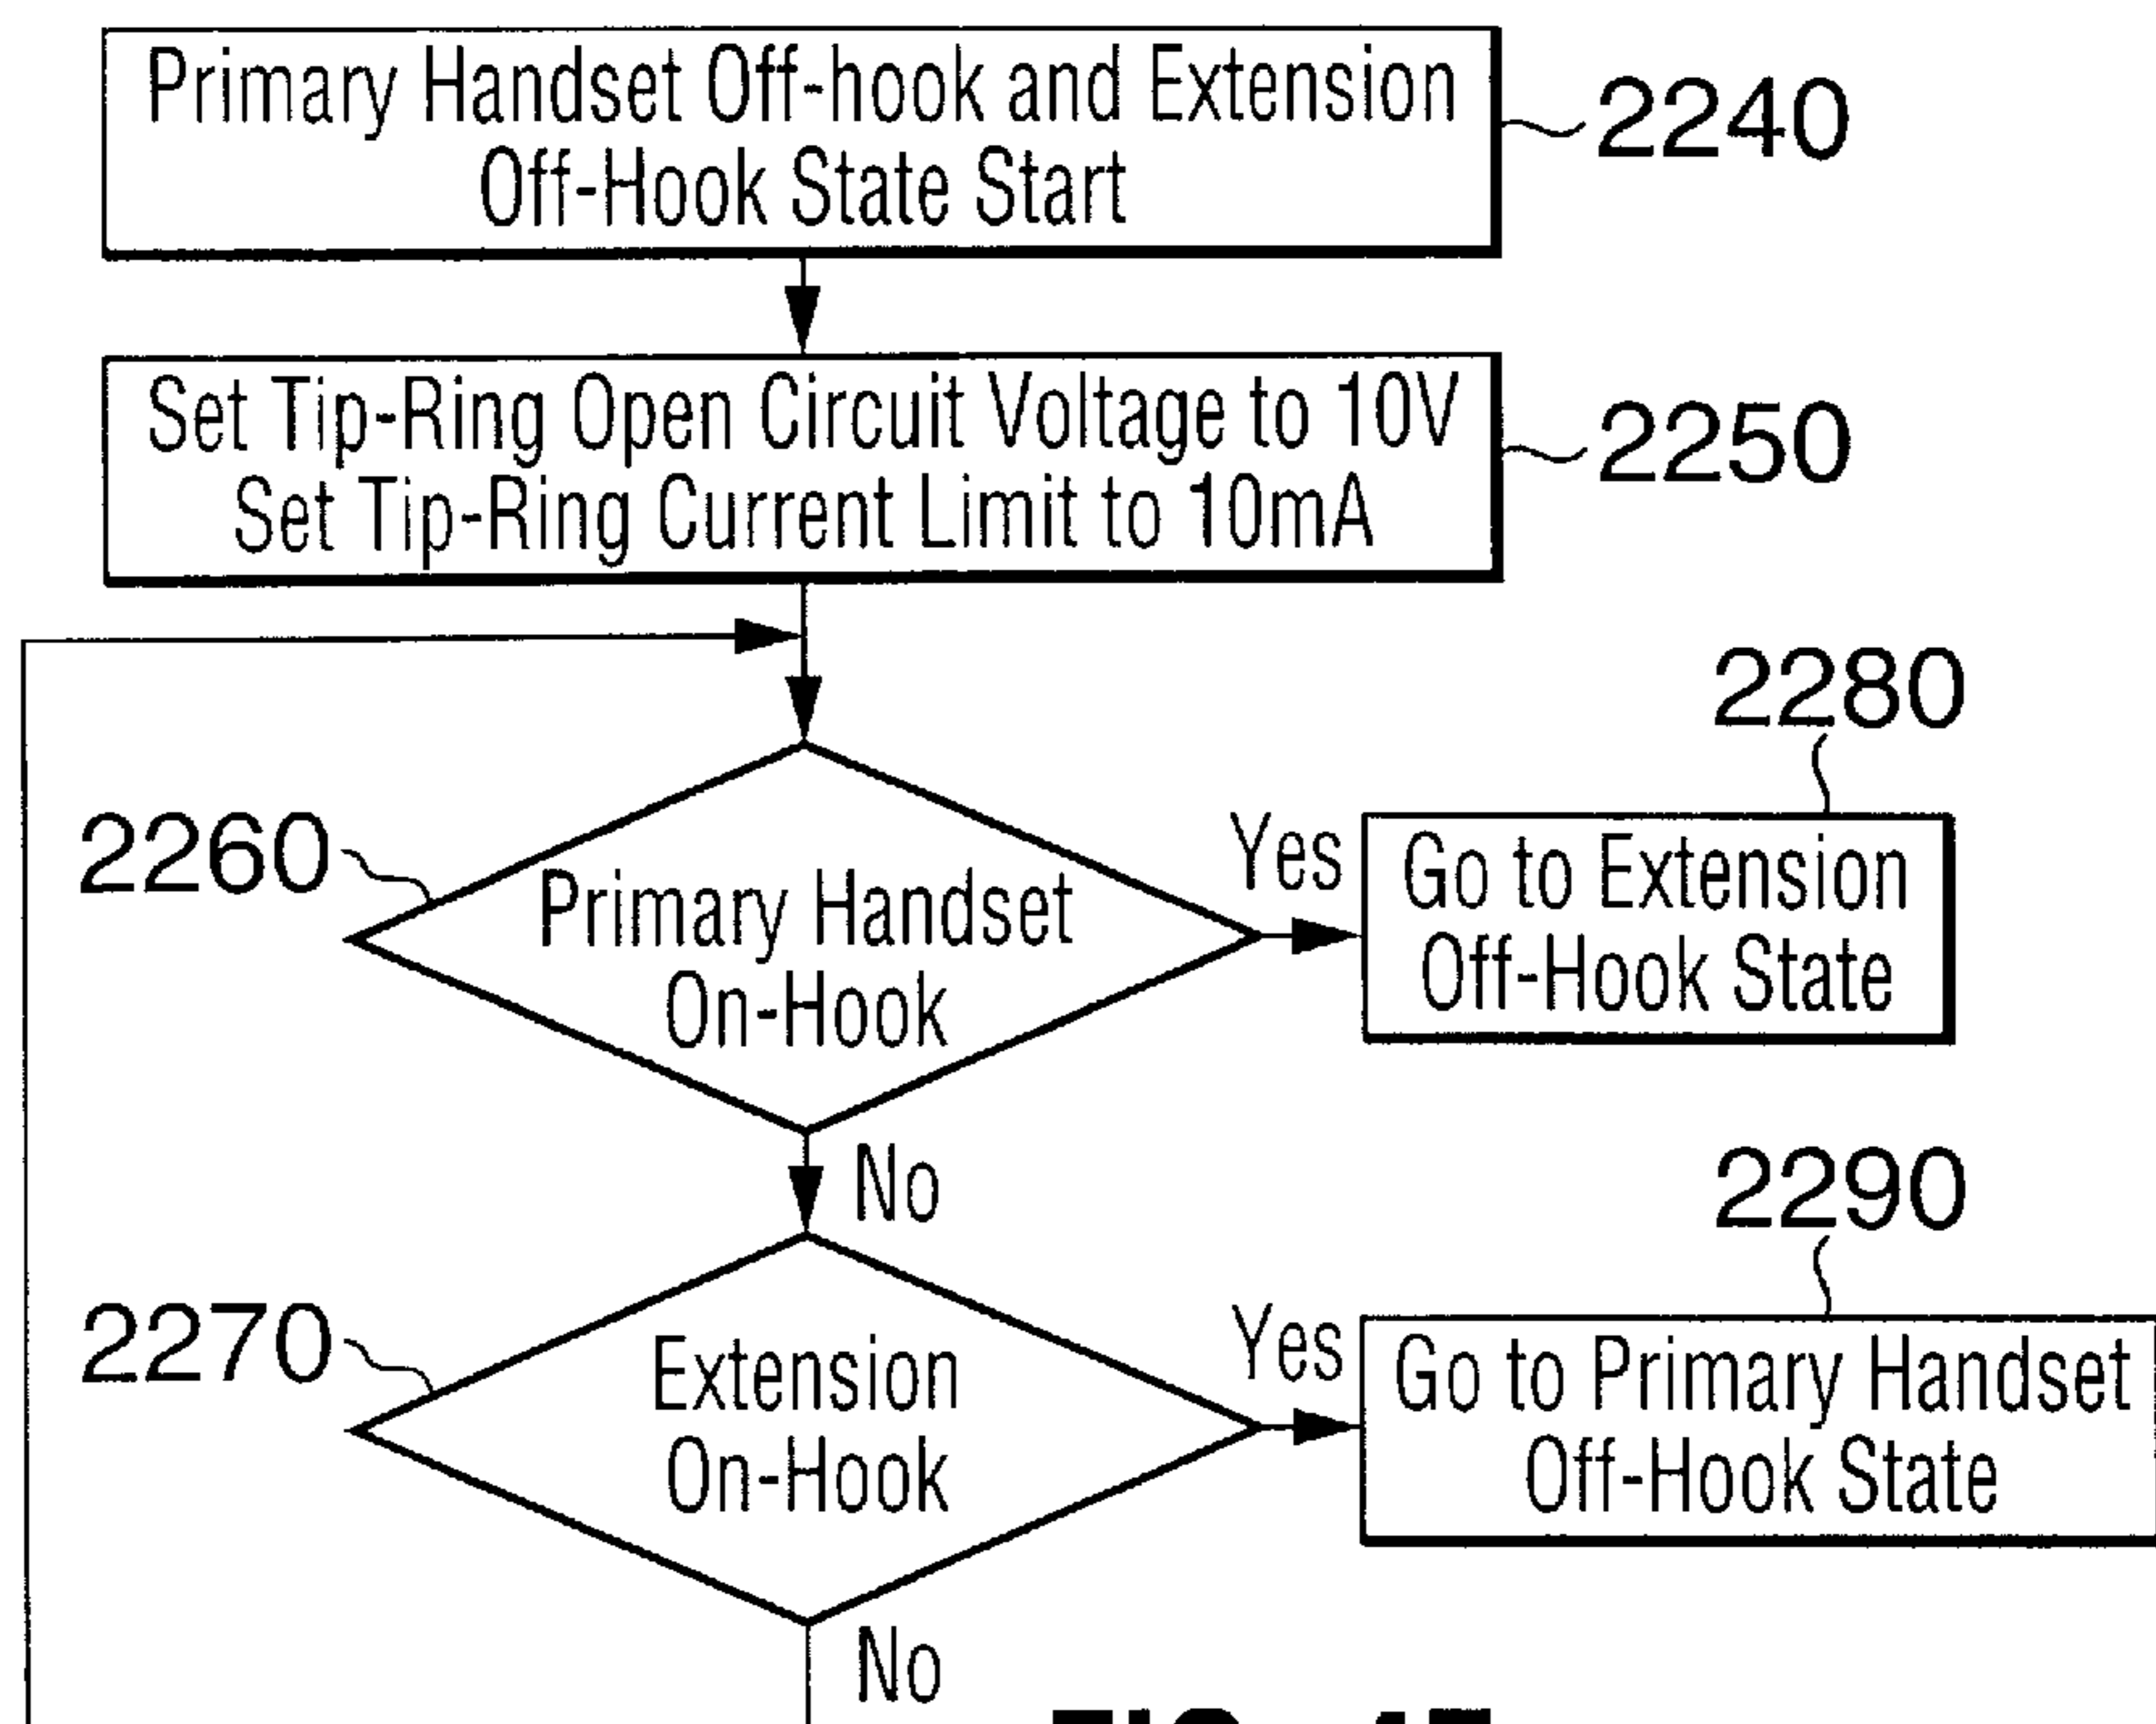 Primary Handset Off-hook and Extension
Off-Hook State Start
2240
Set Tip-Ring Open Circuit Voltage to 10V
Set Tip-Ring Current Limit to 10mA
2250
2260
Primary Handset
On-Hook
Yes
2280
Go to Extension
Off-Hook State
No
2270
Extension
On-Hook
Yes
2290
Go to Primary Handset
Off-Hook State
No